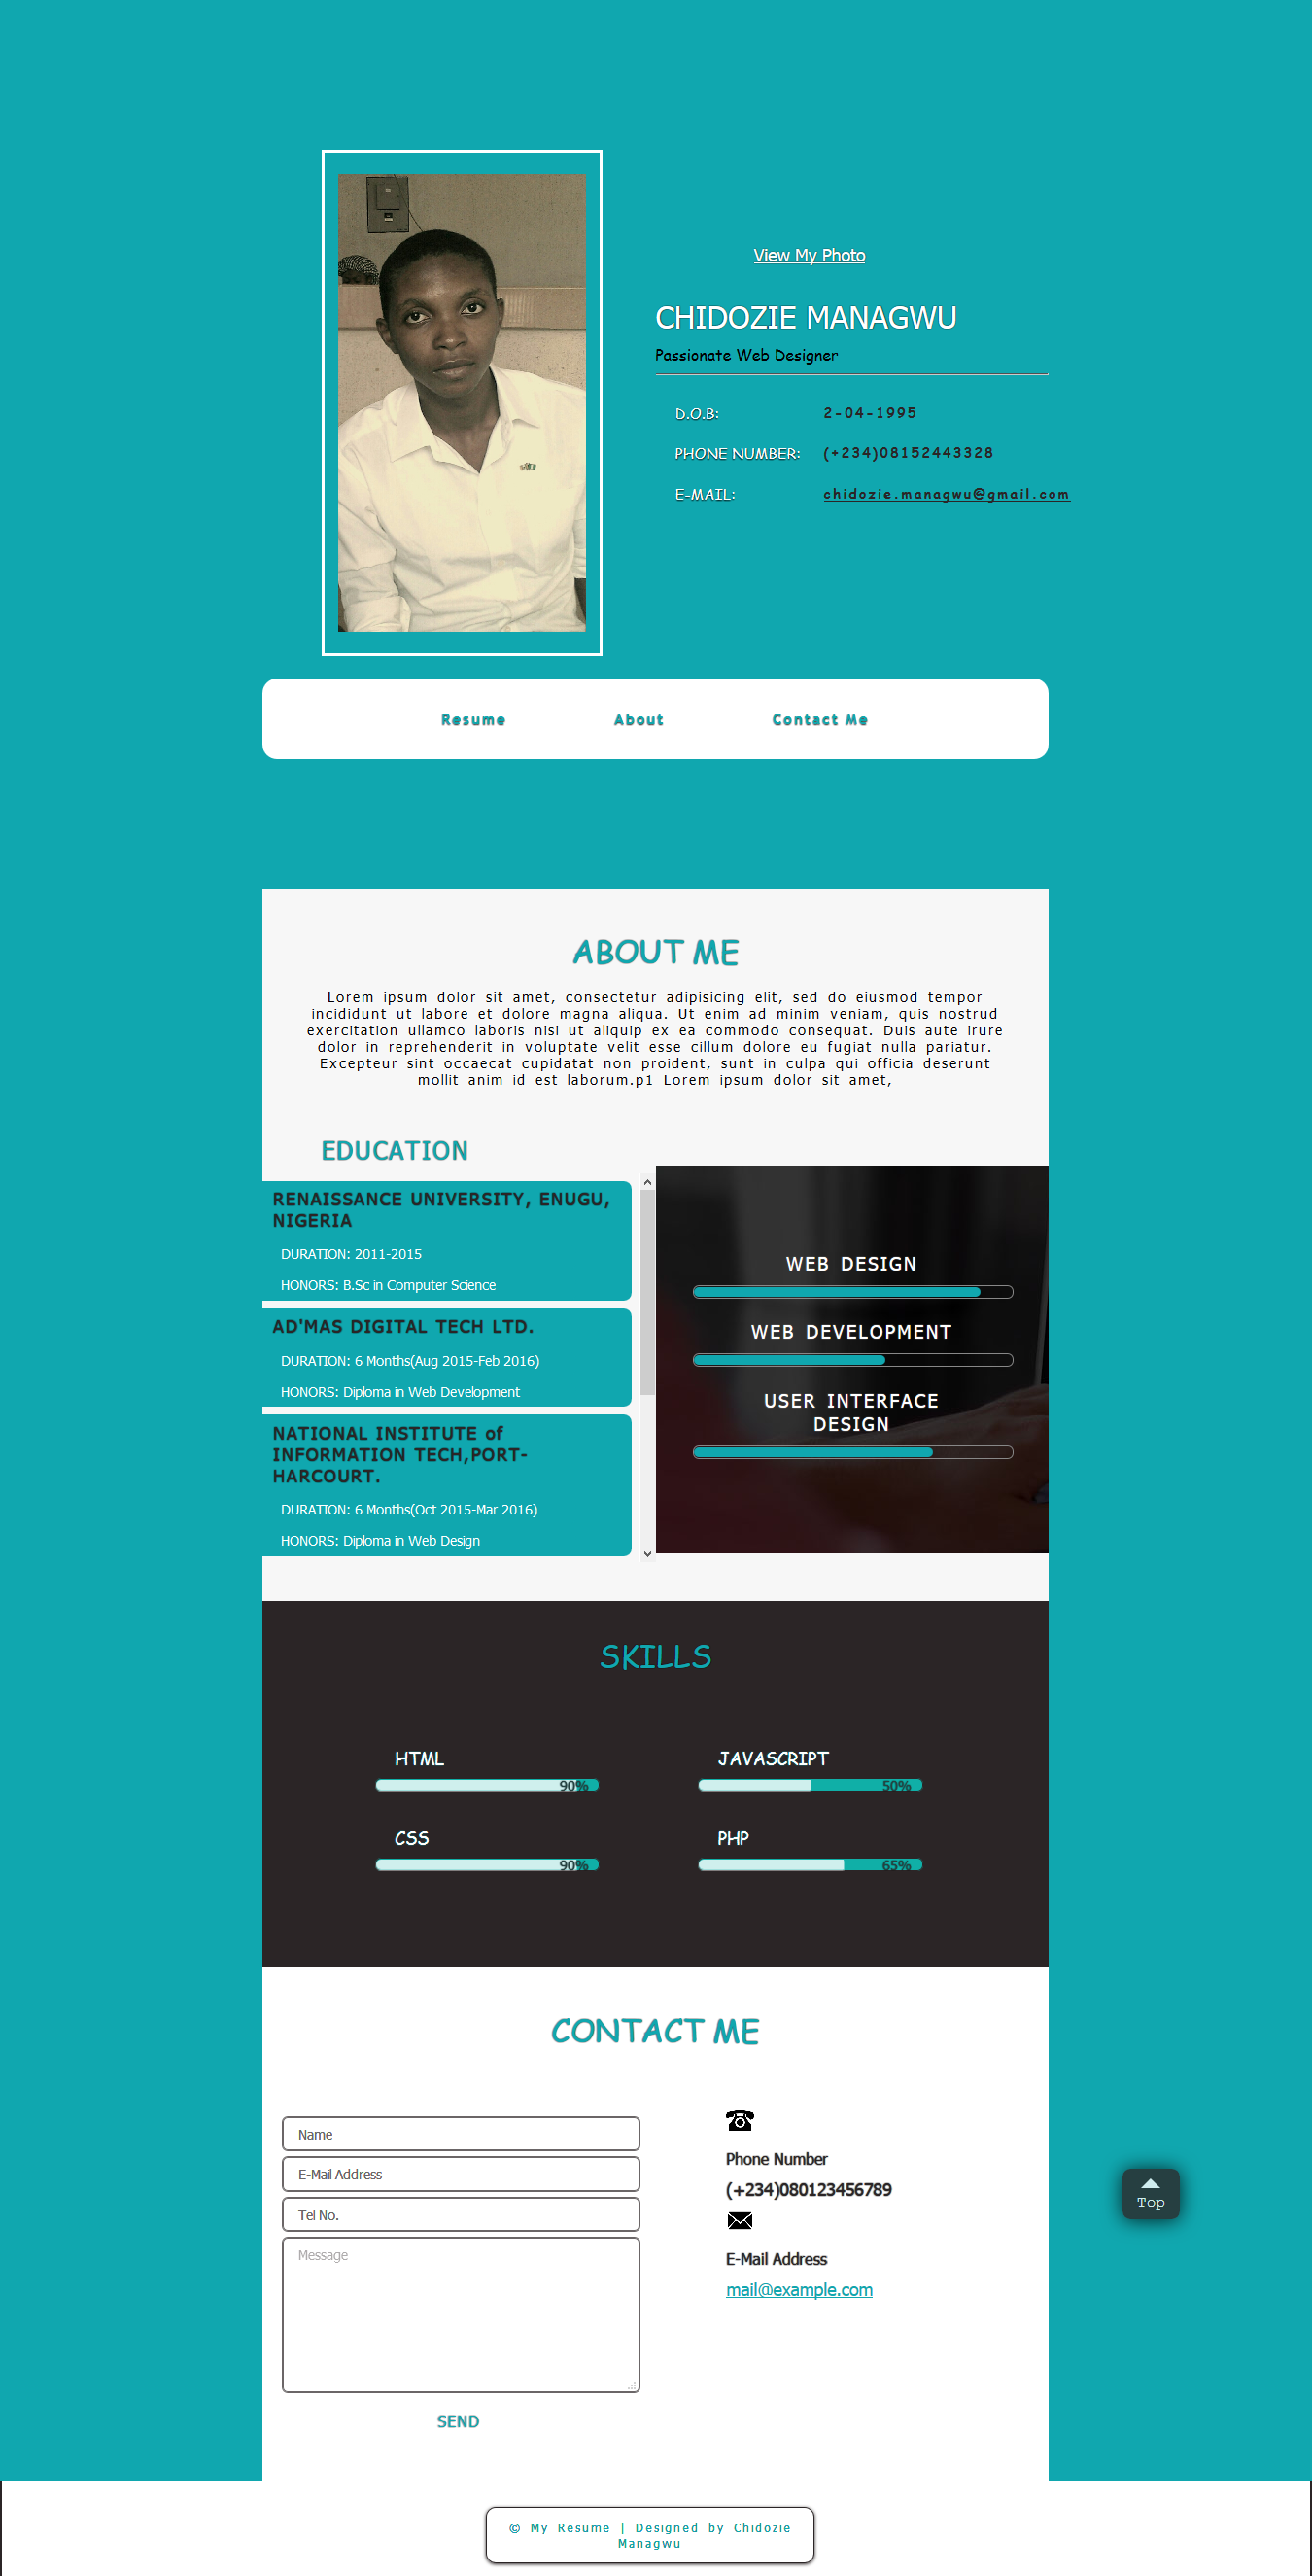 View My Photo
CHIDOZIE MANAGWU
Passionate Web Designer
D.O.B: 2-04-1995
PHONE NUMBER: (+234)08152443328
E-MAIL: chidozie.managwu@gmail.com
Resume About Contact Me
ABOUT ME
Lorem ipsum dolor sit amet, consectetur adipisicing elit, sed do eiusmod tempor
incididunt ut labore et dolore magna aliqua. Ut enim ad minim veniam, quis nostrud
exercitation ullamco laboris nisi ut aliquip ex ea commodo consequat. Duis aute irure
dolor in reprehenderit in voluptate velit esse cillum dolore eu fugiat nulla pariatur.
Excepteur sint occaecat cupidatat non proident, sunt in culpa qui officia deserunt
mollit anim id est laborum.p1 Lorem ipsum dolor sit amet,
EDUCATION
RENAISSANCE UNIVERSITY, ENUGU,
NIGERIA
DURATION: 2011-2015
HONORS: B.Sc in Computer Science
AD'MAS DIGITAL TECH LTD.
DURATION: 6 Months(Aug 2015-Feb 2016)
HONORS: Diploma in Web Development
NATIONAL INSTITUTE of
INFORMATION TECH,PORT-
HARCOURT.
DURATION: 6 Months(Oct 2015-Mar 2016)
HONORS: Diploma in Web Design
WEB DESIGN
WEB DEVELOPMENT
USER INTERFACE
DESIGN
SKILLS
HTML
90%
JAVASCRIPT
50%
CSS
90%
PHP
65%
CONTACT ME
Name
E-Mail Address
Tel No.
Message
SEND
Phone Number
(+234)080123456789
E-Mail Address
mail@example.com
Top
© My Resume | Designed by Chidozie
Managwu